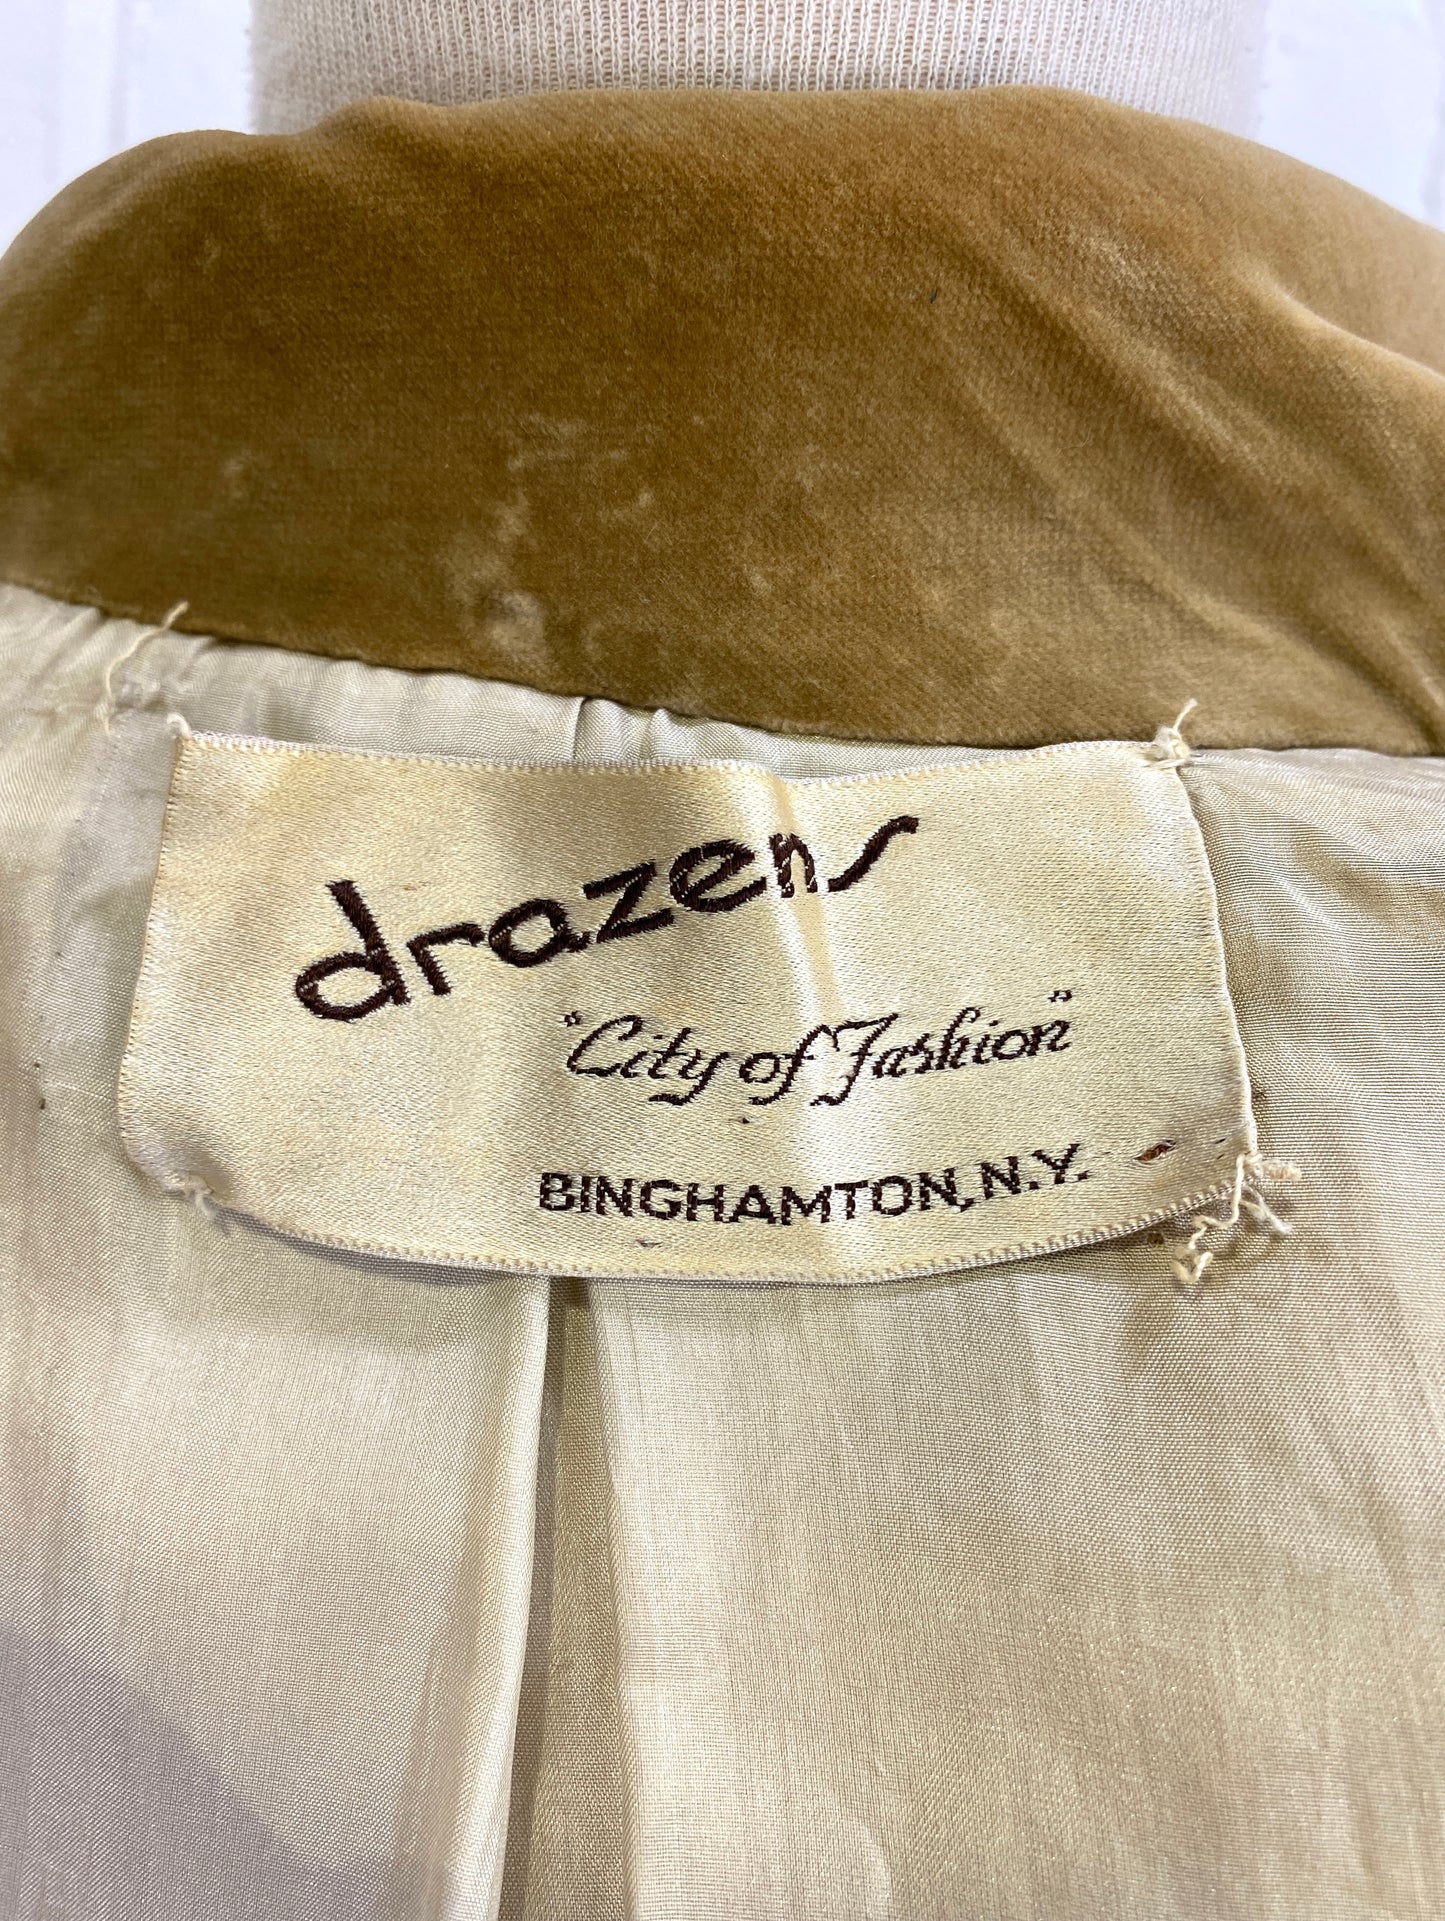 drazens
"City of Fashion"
BINGHAMTON, N.Y.